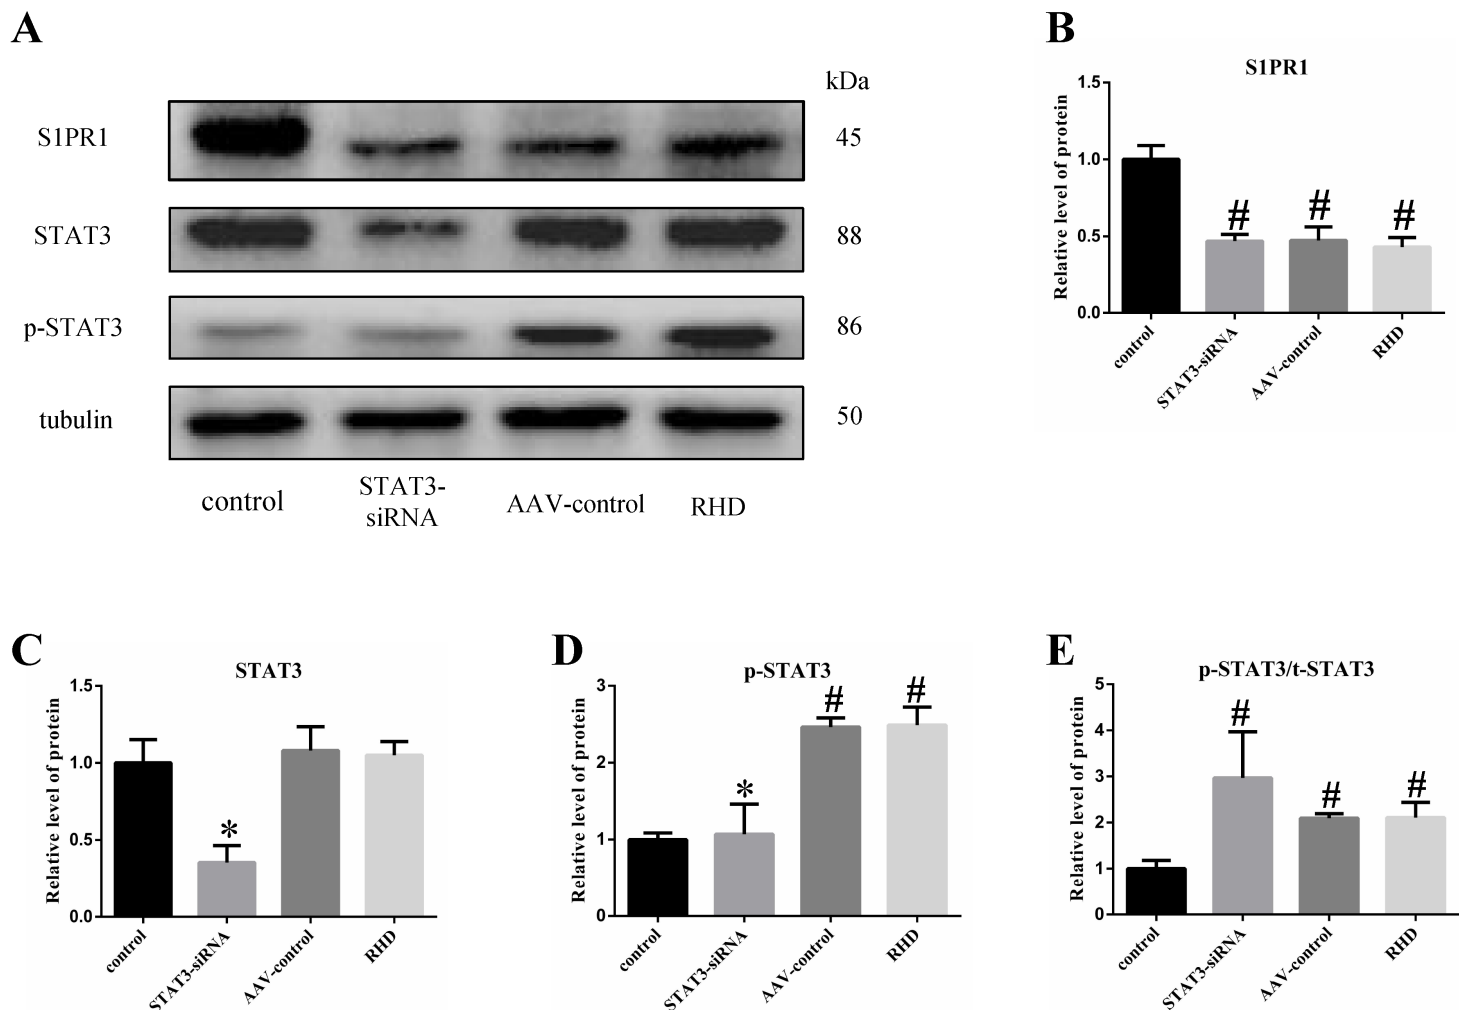 A
kDa
S1PR1
45
STAT3
88
p-STAT3
86
tubulin
50
control
STAT3-
siRNA
AAV-control
RHD
B
S1PR1
Relative level of protein
1.5
1.0
0.5
0.0
#
#
#
control
STAT3-siRNA
AAV-control
RHD
C
STAT3
Relative level of protein
1.5
1.0
0.5
0.0
*
control
STAT3-siRNA
AAV-control
RHD
D
p-STAT3
Relative level of protein
3
2
1
0
*
#
#
control
STAT3-siRNA
AAV-control
RHD
E
p-STAT3/t-STAT3
Relative level of protein
5
4
3
2
1
0
#
#
#
control
STAT3-siRNA
AAV-control
RHD